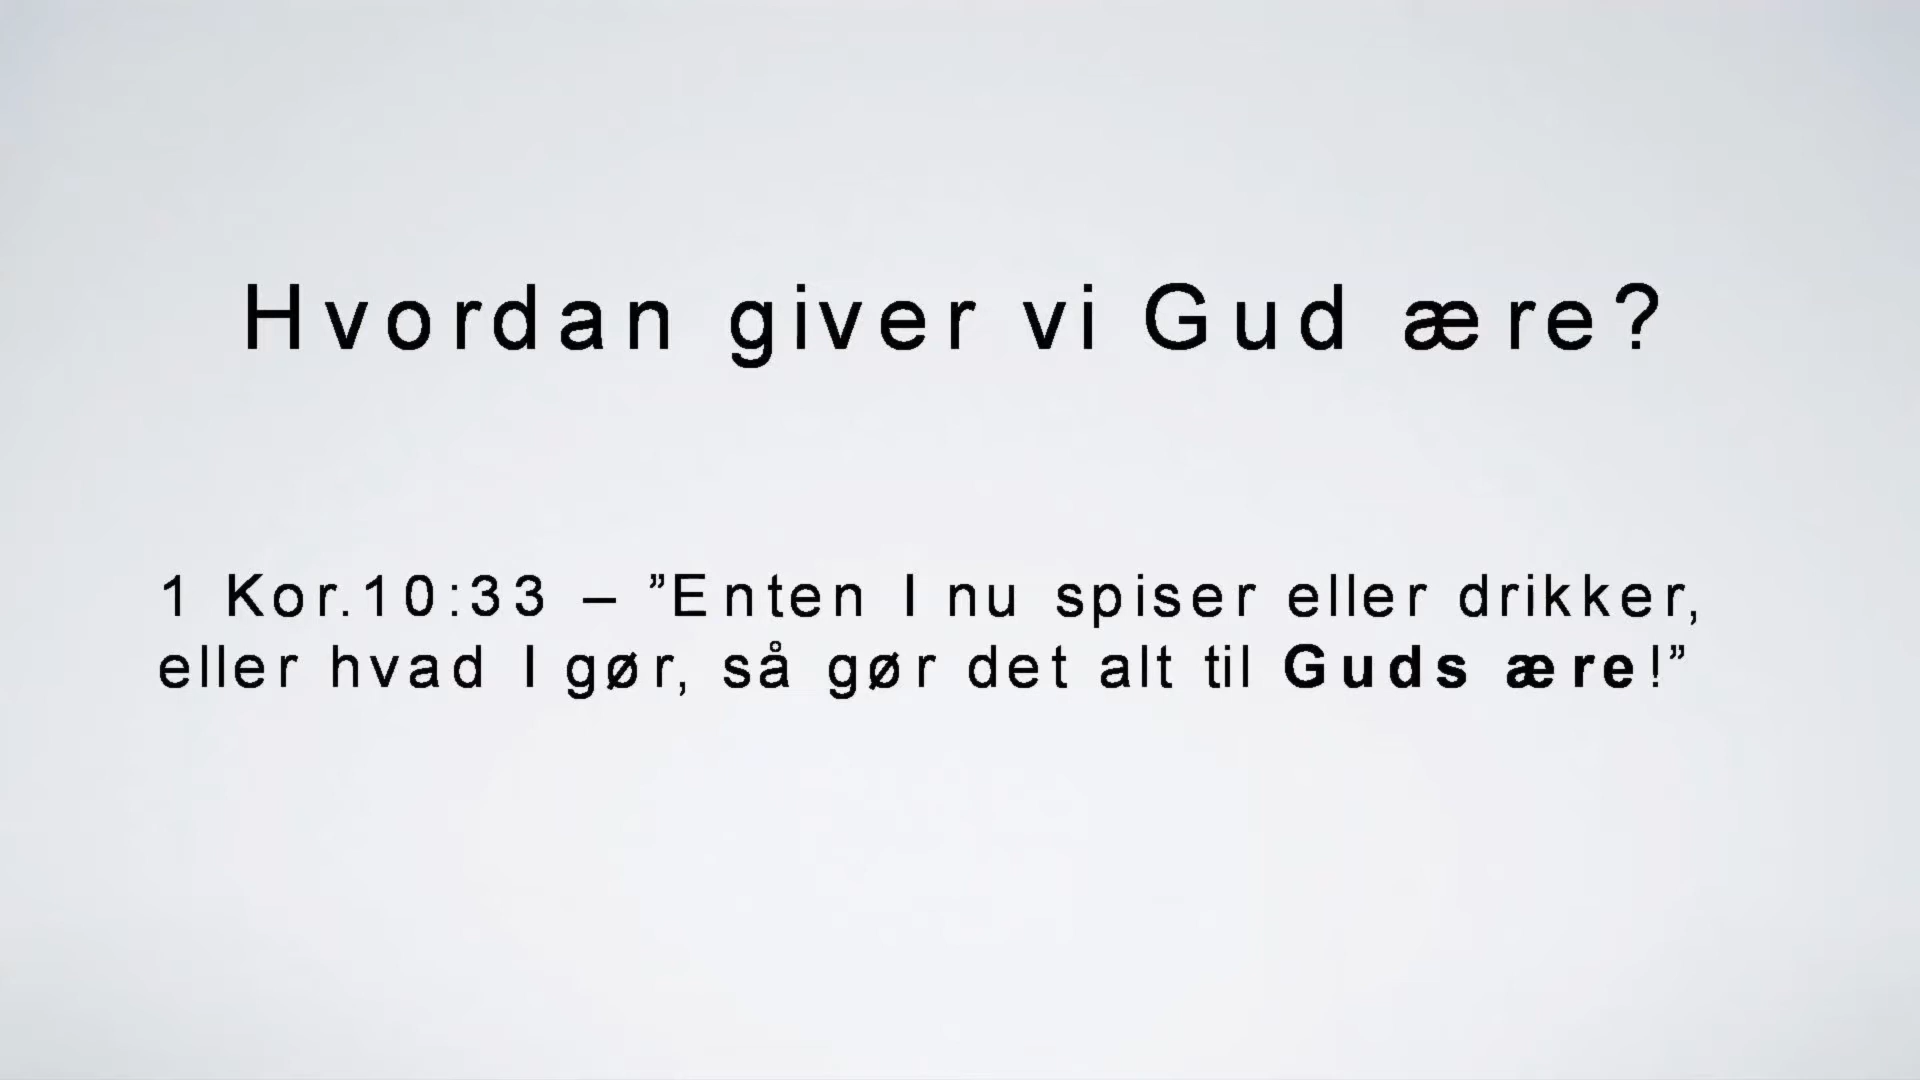 Hvordan giver vi Gud ære?
1 Kor.10:33 – ”Enten I nu spiser eller drikker,
eller hvad I gør, så gør det alt til Guds ære!”